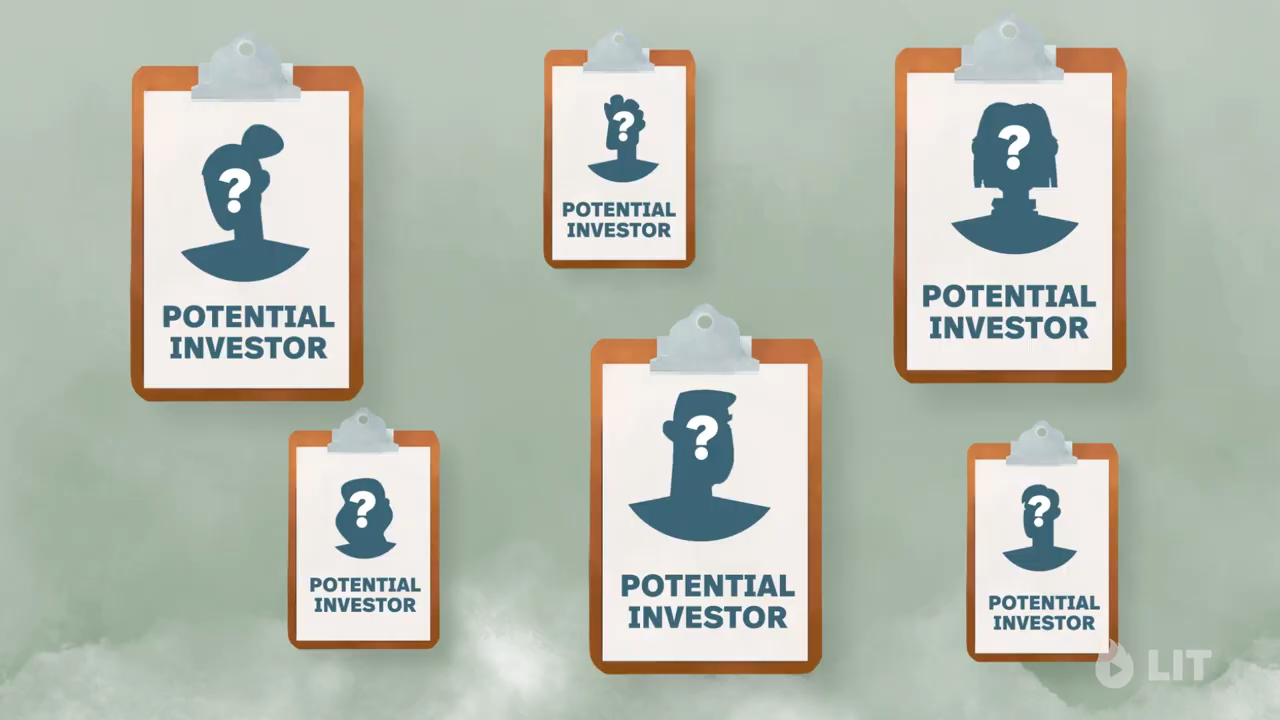 ?
POTENTIAL
INVESTOR
?
POTENTIAL
INVESTOR
?
POTENTIAL
INVESTOR
?
POTENTIAL
INVESTOR
?
POTENTIAL
INVESTOR
?
POTENTIAL
INVESTOR
LIT